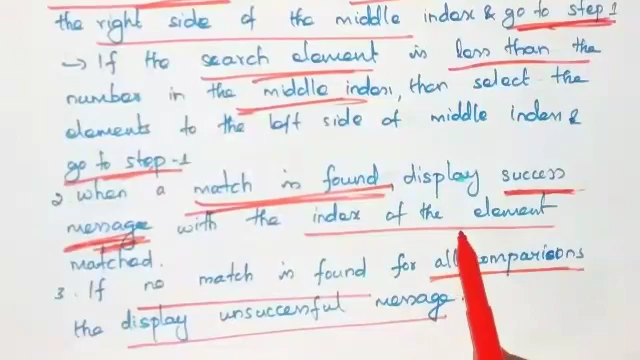 the right side of the middle index & go to step 1
→ If the search element is less than the
number in the middle index, then select the
elements to the left side of middle index &
go to step-1
2 When a match is found, display success
message with the index of the element
matched.
3. If no match is found for all comparisons
the display unsuccessful message.